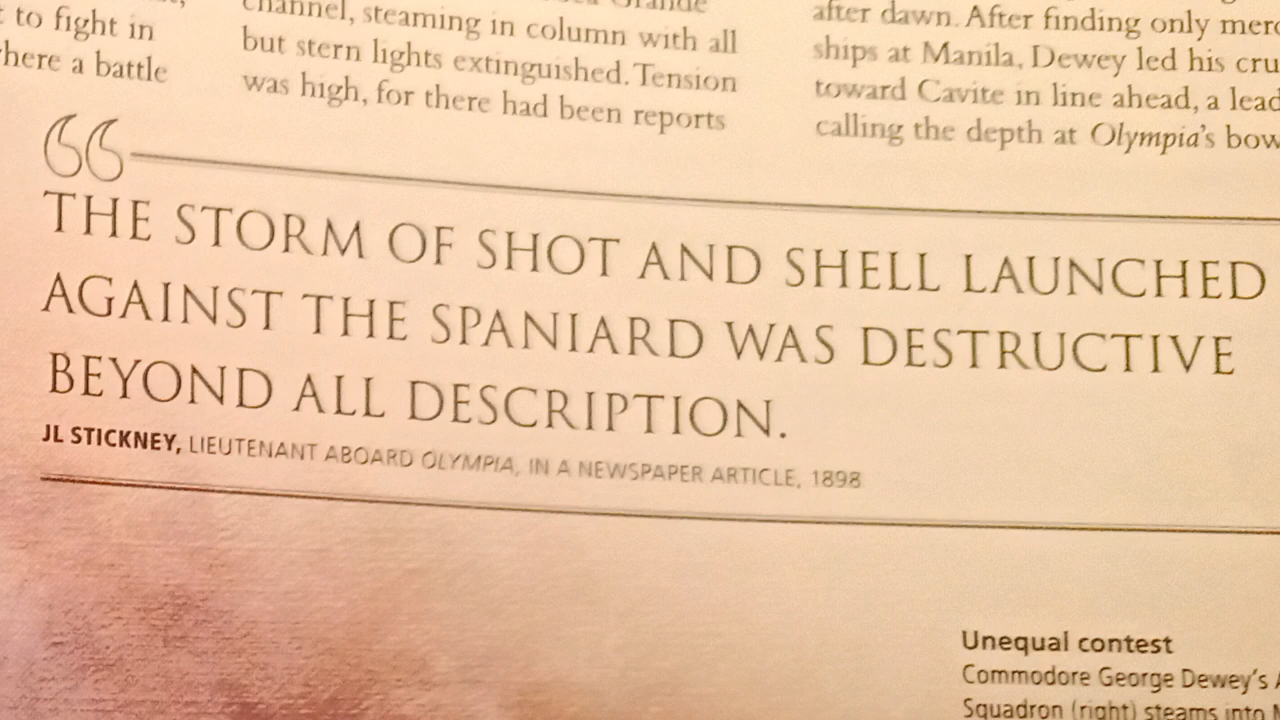 to fight in
where a battle
channel, steaming in column with all
but stern lights extinguished. Tension
was high, for there had been reports
after dawn. After finding only
ships at Manila, Dewey led his
toward Cavite in line ahead, a
calling the depth at Olympia's bow
“
THE STORM OF SHOT AND SHELL LAUNCHED
AGAINST THE SPANIARD WAS DESTRUCTIVE
BEYOND ALL DESCRIPTION.
JL STICKNEY, LIEUTENANT ABOARD OLYMPIA, IN A NEWSPAPER ARTICLE, 1898
Unequal contest
Commodore George Dewey's
Squadron (right) steams into